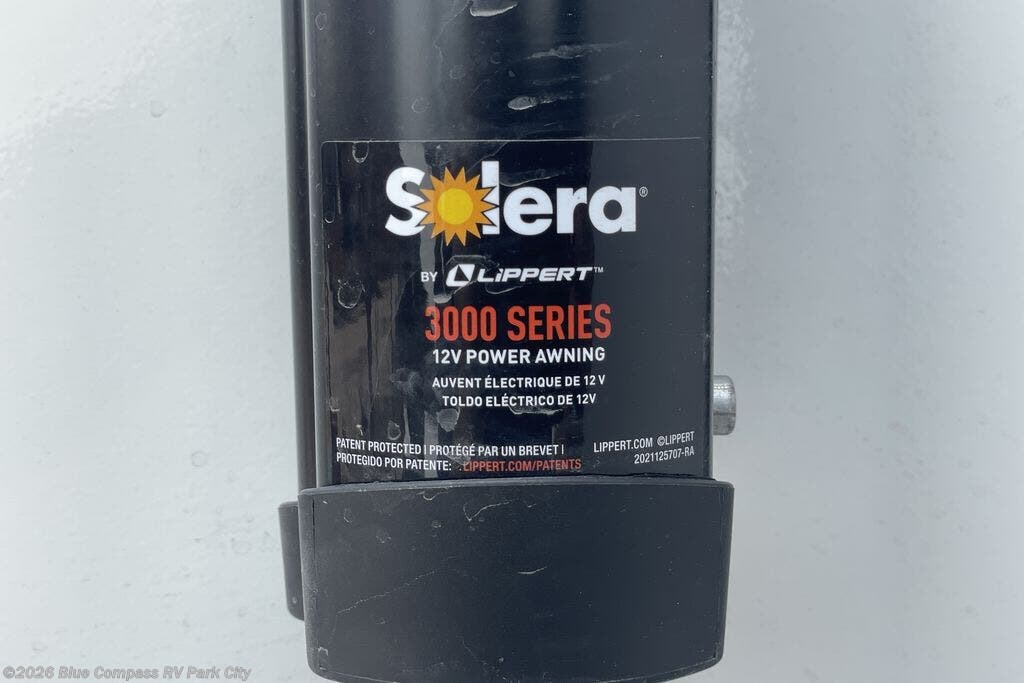 Solera®
BY LIPPERT™
3000 SERIES
12V POWER AWNING
AUVENT ÉLECTRIQUE DE 12 V
TOLDO ELÉCTRICO DE 12V
PATENT PROTECTED | PROTÉGÉ PAR UN BREVET |
PROTEGIDO POR PATENTE: LIPPERT.COM/PATENTS
LIPPERT.COM ©LIPPERT
2021125707-RA
©2026 Blue Compass RV Park City